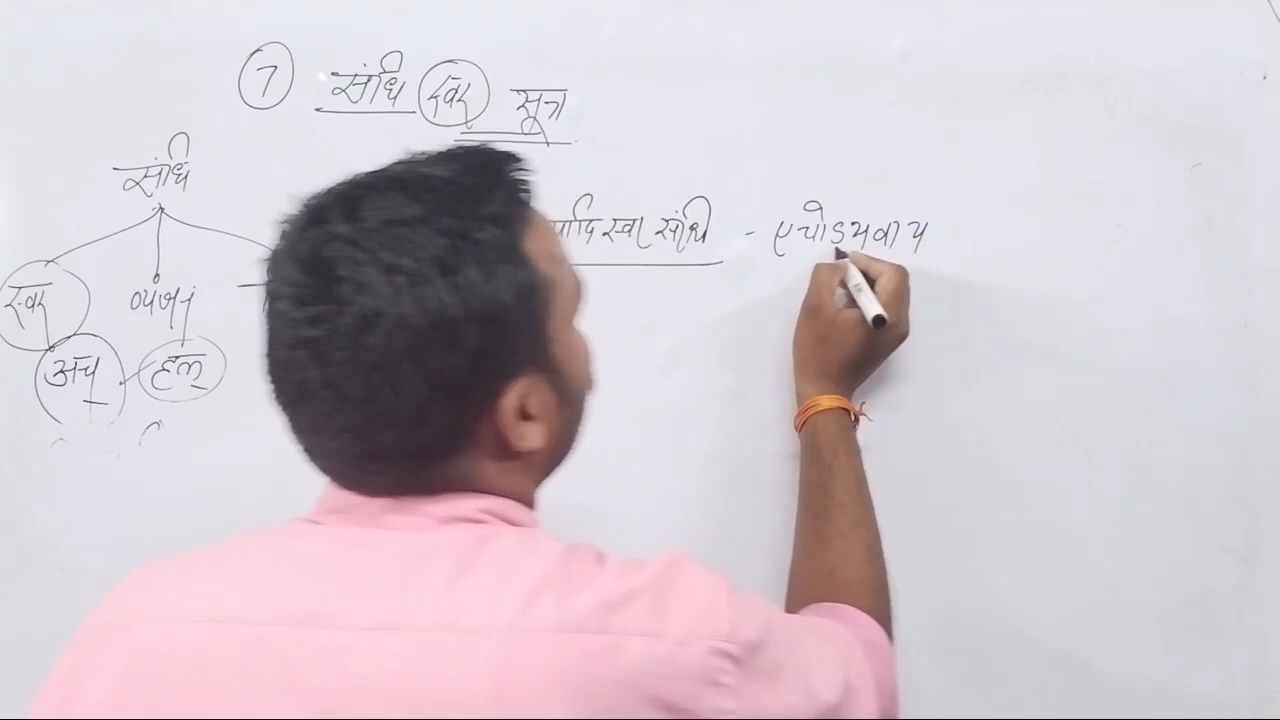 7 संधि स्वर सूत्र
संधि
स्वर व्यंजन
अच् हल्
स्वर संधि - एचोऽयवाय